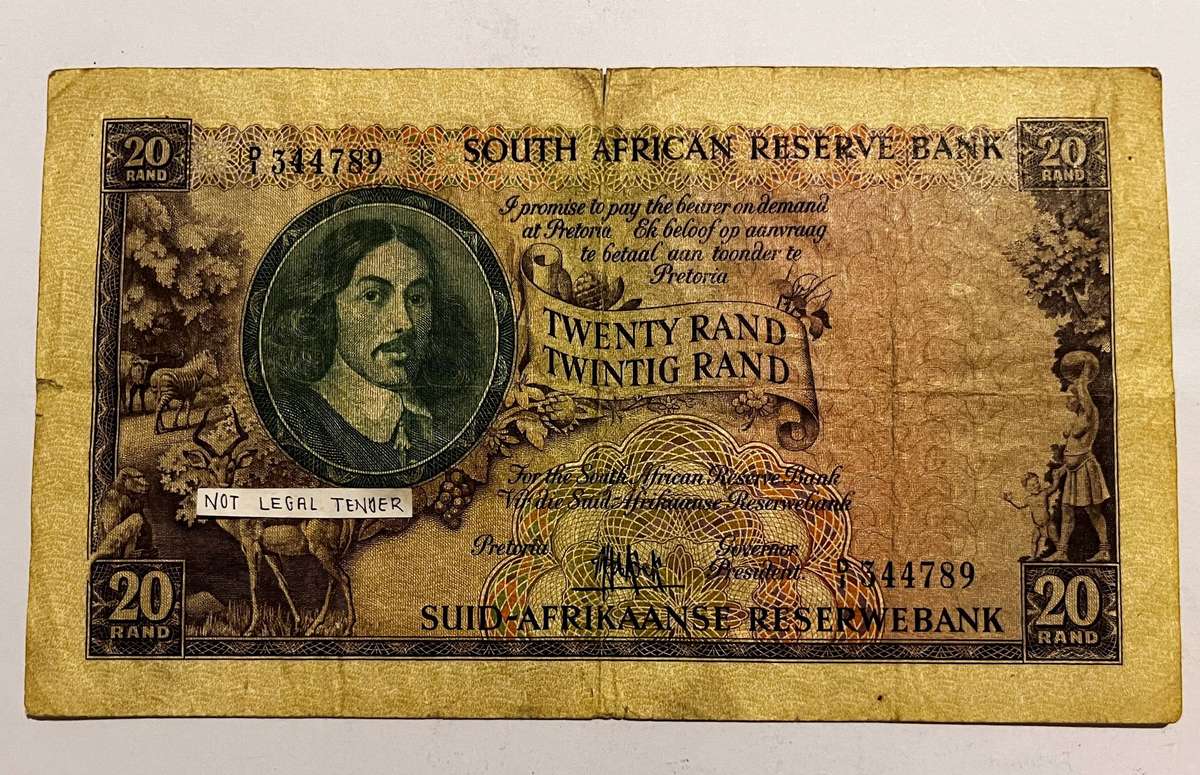 20
RAND
D/1 344789
SOUTH AFRICAN RESERVE BANK
20
RAND
I promise to pay the bearer on demand
at Pretoria Ek beloof op aanvraag
te betaal aan toonder te
Pretoria
TWENTY RAND
TWINTIG RAND
For the South African Reserve Bank
Vir die Suid-Afrikaanse Reserwebank
NOT LEGAL TENDER
Pretoria
Governor
President.
D/1 344789
20
RAND
SUID-AFRIKAANSE RESERWEBANK
20
RAND